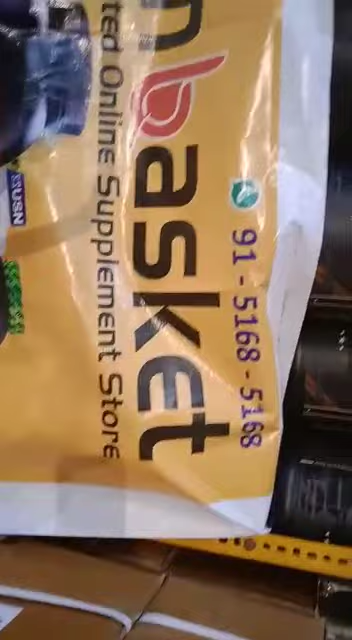 nbasket
ted Online Supplement Store
91 - 5168 - 5168
USN